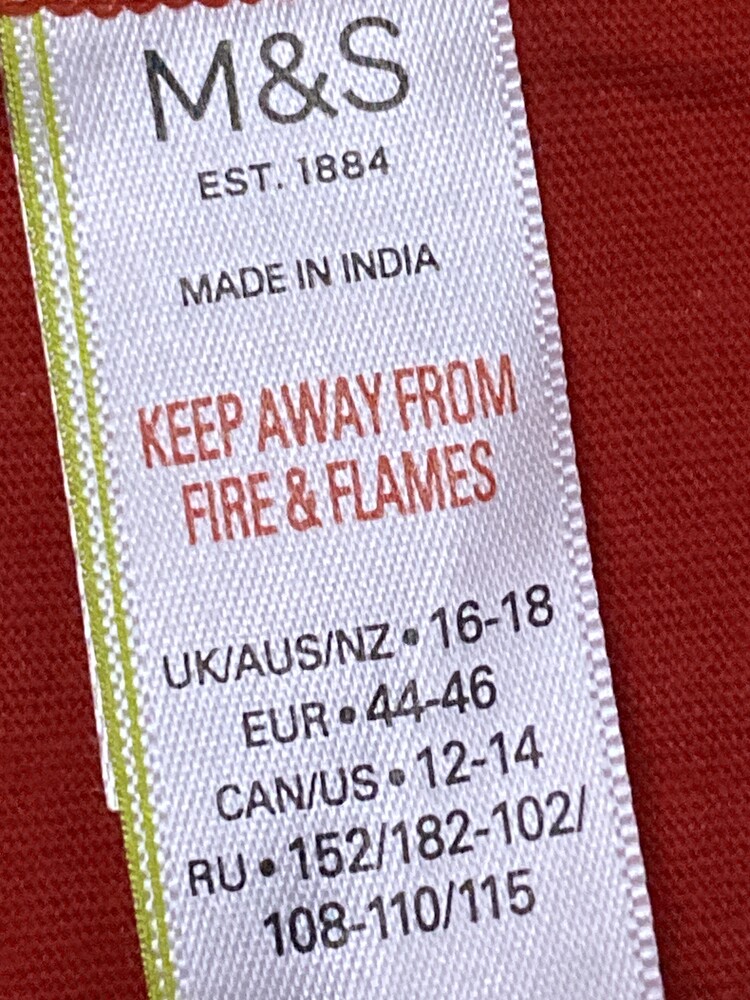 M&S
EST. 1884
MADE IN INDIA
KEEP AWAY FROM
FIRE & FLAMES
UK/AUS/NZ • 16-18
EUR • 44-46
CAN/US • 12-14
RU • 152/182-102/
108-110/115